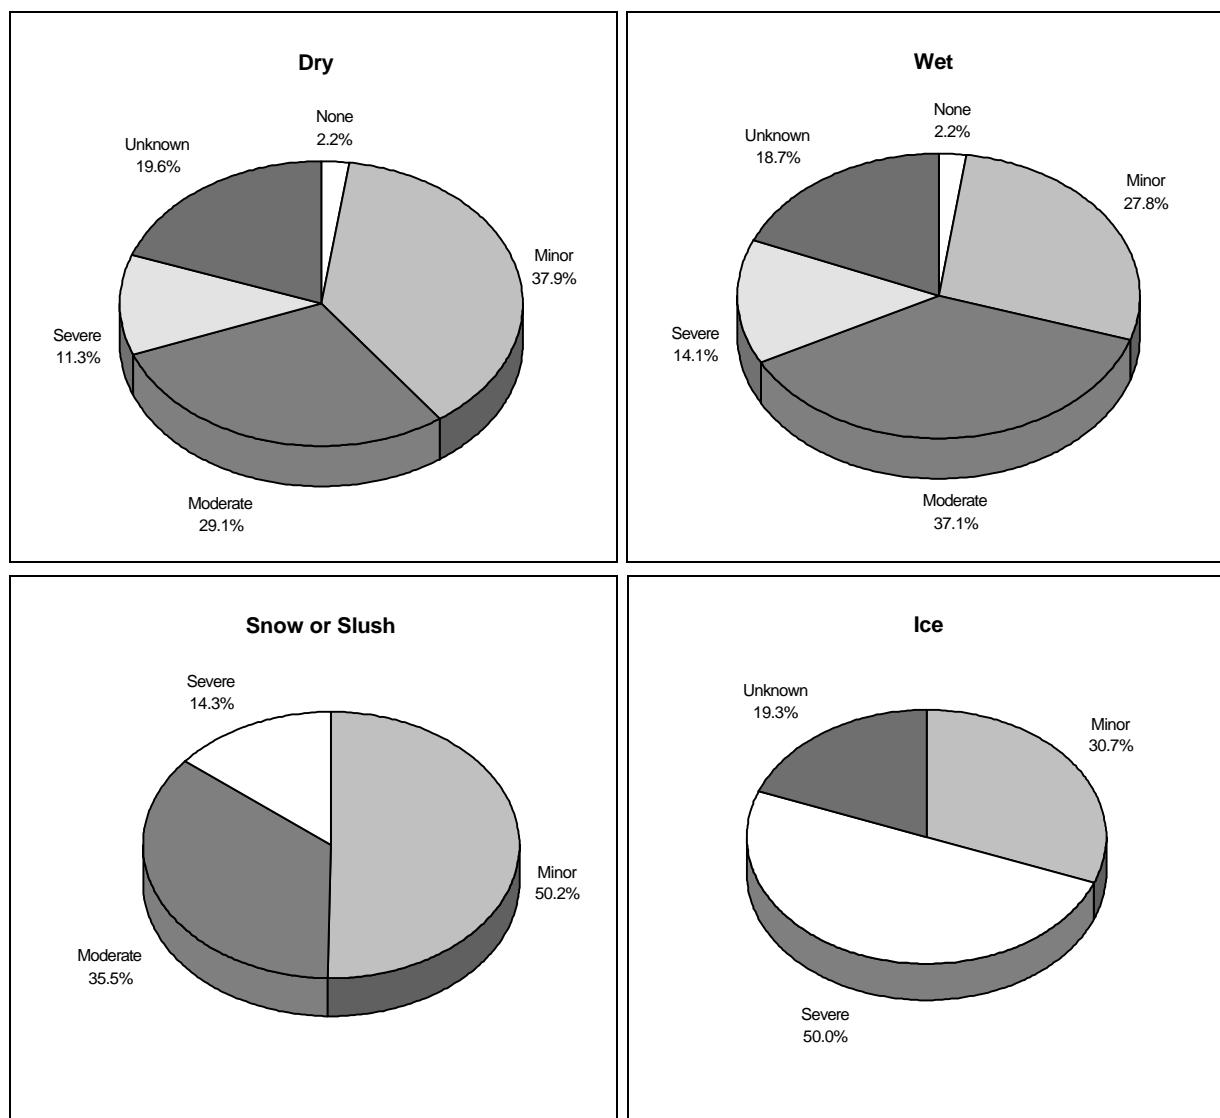 Dry
None
2.2%
Unknown
19.6%
Minor
37.9%
Severe
11.3%
Moderate
29.1%
Wet
None
2.2%
Unknown
18.7%
Minor
27.8%
Severe
14.1%
Moderate
37.1%
Snow or Slush
Severe
14.3%
Minor
50.2%
Moderate
35.5%
Ice
Unknown
19.3%
Minor
30.7%
Severe
50.0%